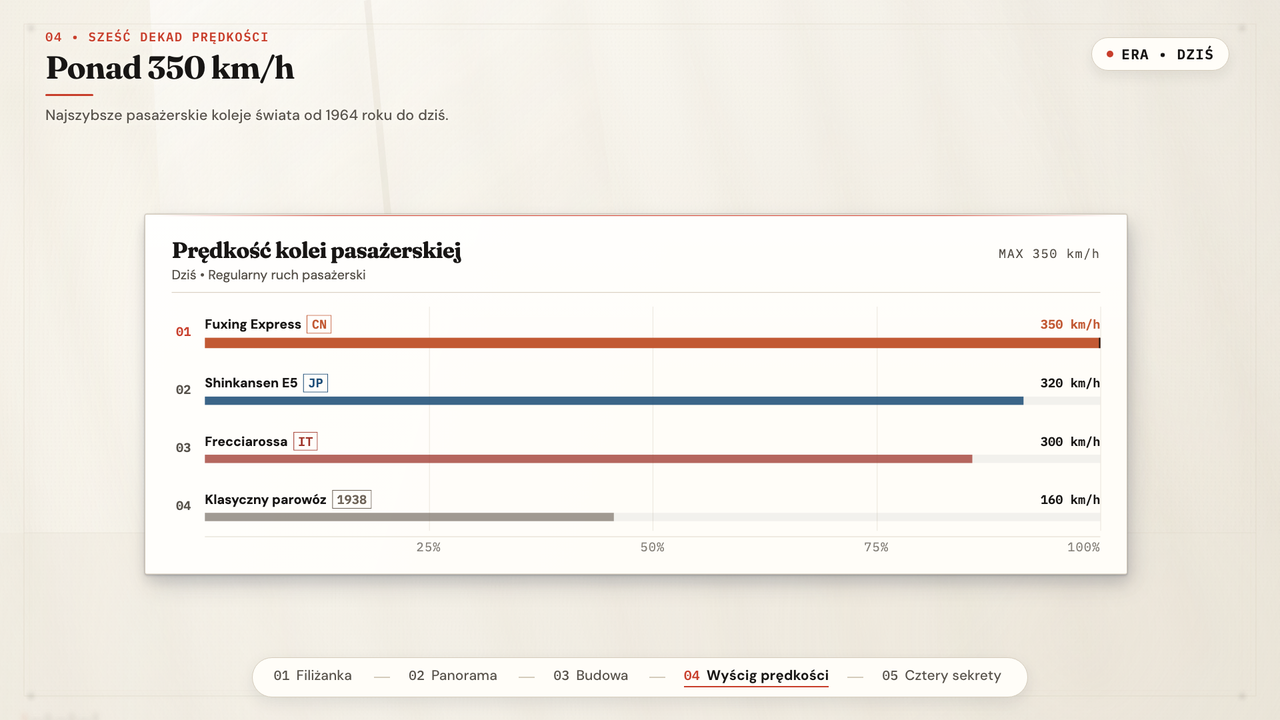 04 • SZEŚĆ DEKAD PRĘDKOŚCI
Ponad 350 km/h
Najszybsze pasażerskie koleje świata od 1964 roku do dziś.
ERA • DZIŚ
Prędkość kolei pasażerskiej
Dziś • Regularny ruch pasażerski
MAX 350 km/h
01 Fuxing Express CN 350 km/h
02 Shinkansen E5 JP 320 km/h
03 Frecciarossa IT 300 km/h
04 Klasyczny parowóz 1938 160 km/h
25% 50% 75% 100%
01 Filiżanka — 02 Panorama — 03 Budowa — 04 Wyścig prędkości — 05 Cztery sekrety